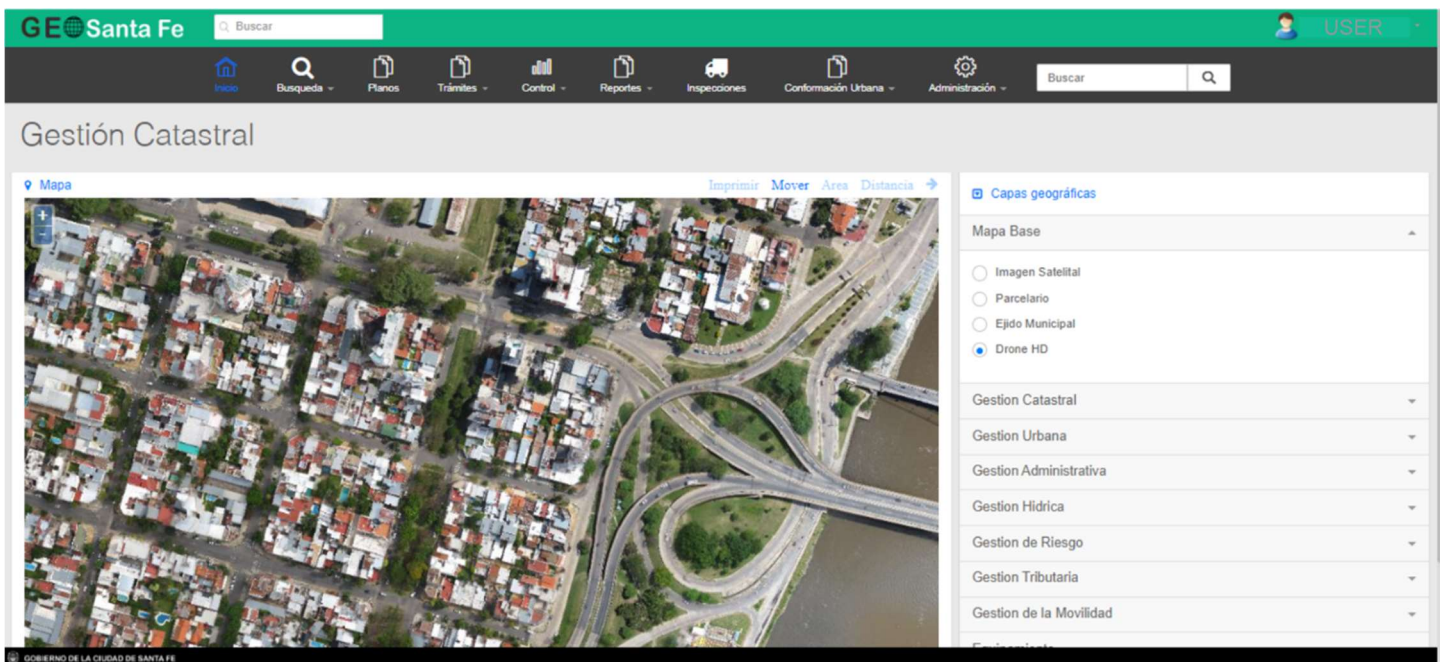 GEOSanta Fe
Buscar
USER
Inicio
Busqueda
Planos
Trámites
Control
Reportes
Inspecciones
Conformación Urbana
Administración
Buscar
Gestión Catastral
Mapa
Imprimir Mover Area Distancia
+
-
Capas geográficas
Mapa Base
Imagen Satelital
Parcelario
Ejido Municipal
Drone HD
Gestion Catastral
Gestion Urbana
Gestion Administrativa
Gestion Hidrica
Gestion de Riesgo
Gestion Tributaria
Gestion de la Movilidad
GOBIERNO DE LA CIUDAD DE SANTA FE